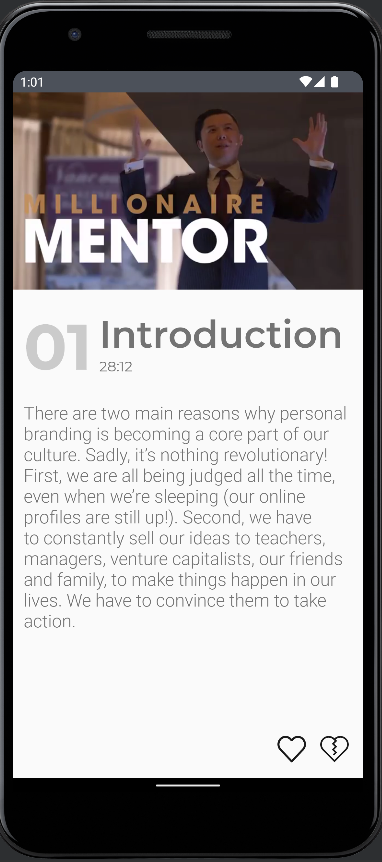 1:01
MILLIONAIRE
MENTOR
01 Introduction
28:12
There are two main reasons why personal
branding is becoming a core part of our
culture. Sadly, it's nothing revolutionary!
First, we are all being judged all the time,
even when we're sleeping (our online
profiles are still up!). Second, we have
to constantly sell our ideas to teachers,
managers, venture capitalists, our friends
and family, to make things happen in our
lives. We have to convince them to take
action.